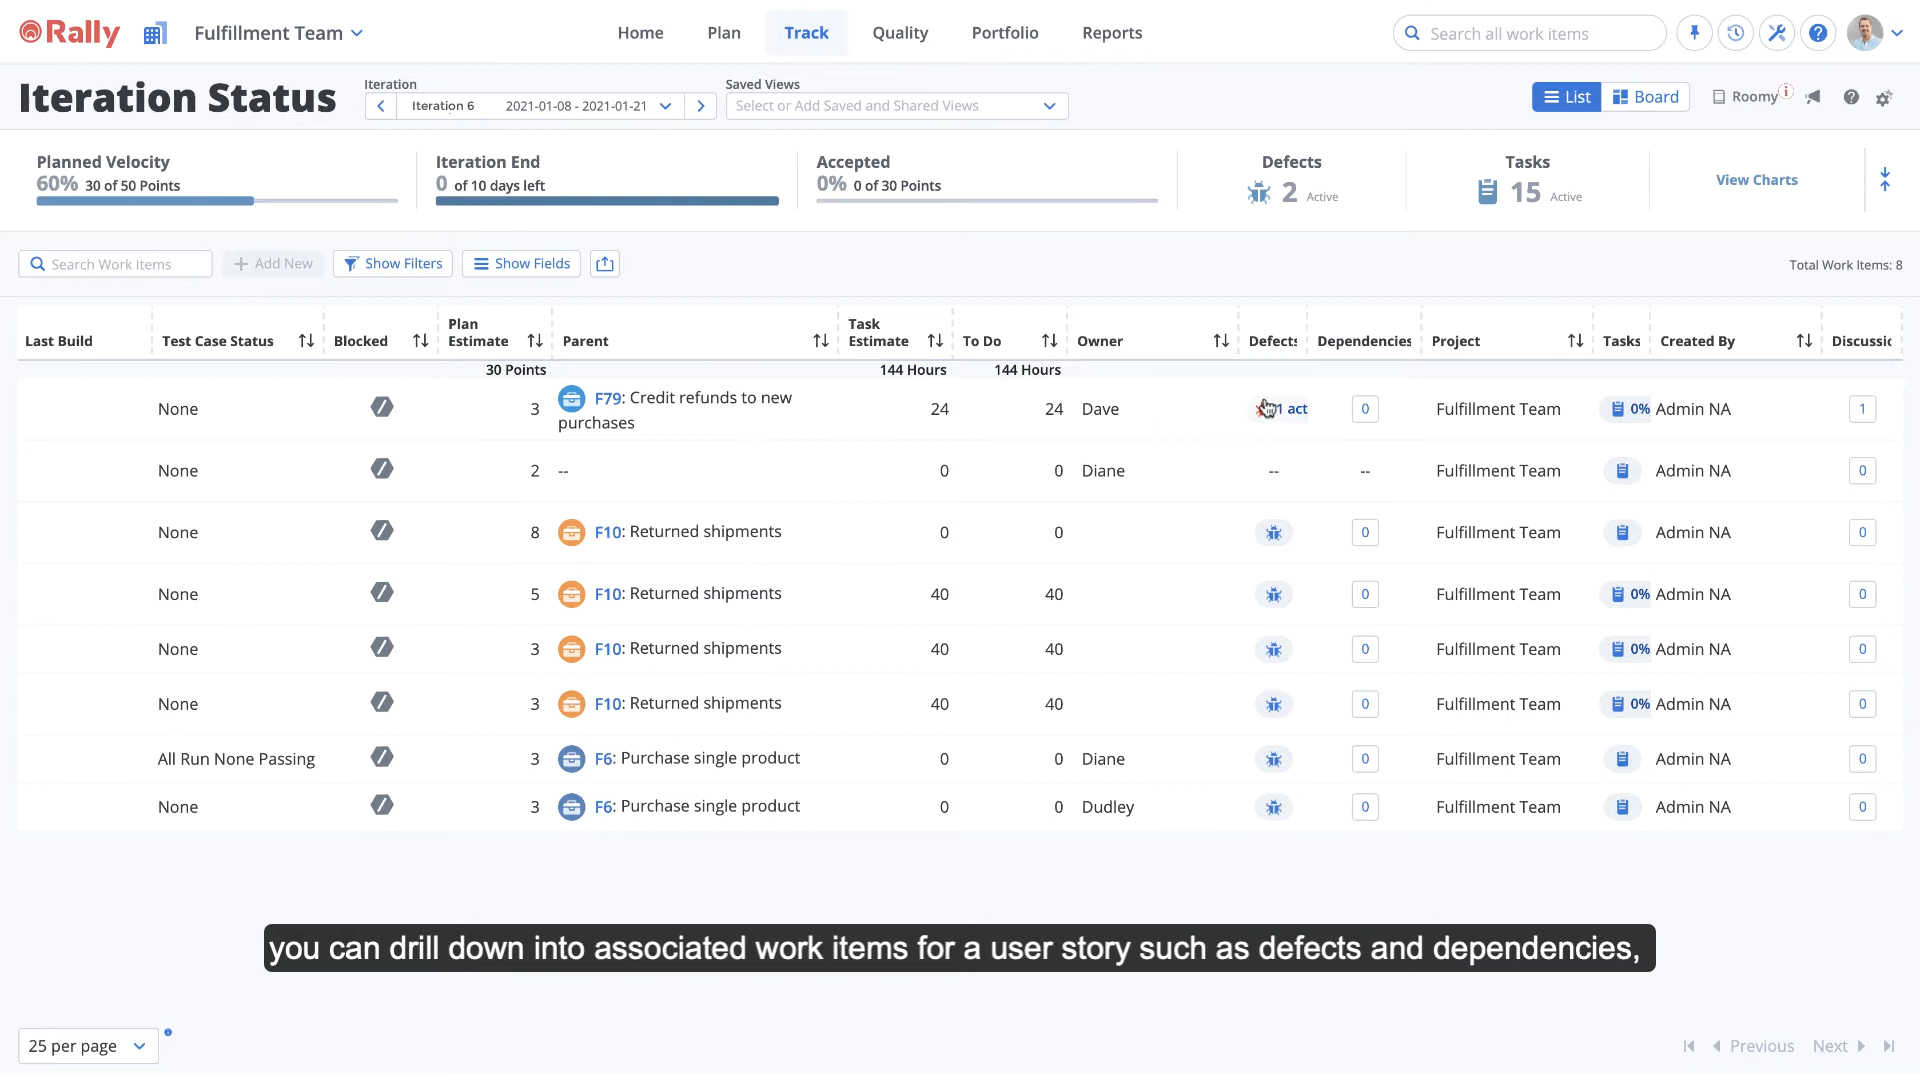 Rally
Fulfillment Team
Home Plan Track Quality Portfolio Reports
Search all work items
Iteration Status
Iteration
Iteration 6 2021-01-08 - 2021-01-21
Saved Views
Select or Add Saved and Shared Views
List Board
Roomy
Planned Velocity
60% 30 of 50 Points
Iteration End
0 of 10 days left
Accepted
0% 0 of 30 Points
Defects
2 Active
Tasks
15 Active
View Charts
Search Work Items
Add New
Show Filters
Show Fields
Total Work Items: 8
Last Build Test Case Status Blocked Plan Estimate Parent Task Estimate To Do Owner Defects Dependencies Project Tasks Created By Discussic
30 Points 144 Hours 144 Hours
None 3 F79: Credit refunds to new purchases 24 24 Dave 1 act 0 Fulfillment Team 0% Admin NA 1
None 2 -- 0 0 Diane -- -- Fulfillment Team Admin NA 0
None 8 F10: Returned shipments 0 0 0 Fulfillment Team Admin NA 0
None 5 F10: Returned shipments 40 40 0 Fulfillment Team 0% Admin NA 0
None 3 F10: Returned shipments 40 40 0 Fulfillment Team 0% Admin NA 0
None 3 F10: Returned shipments 40 40 0 Fulfillment Team 0% Admin NA 0
All Run None Passing 3 F6: Purchase single product 0 0 Diane 0 Fulfillment Team Admin NA 0
None 3 F6: Purchase single product 0 0 Dudley 0 Fulfillment Team Admin NA 0
you can drill down into associated work items for a user story such as defects and dependencies,
25 per page
Previous Next